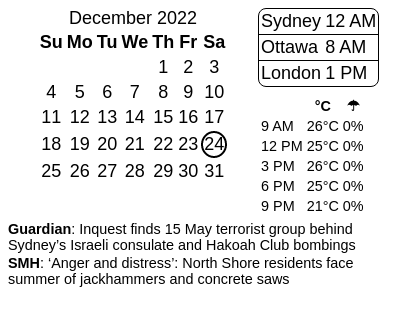 December 2022
Su Mo Tu We Th Fr Sa
1 2 3
4 5 6 7 8 9 10
11 12 13 14 15 16 17
18 19 20 21 22 23 24
25 26 27 28 29 30 31
Sydney 12 AM
Ottawa 8 AM
London 1 PM
°C ☂
9 AM 26°C 0%
12 PM 25°C 0%
3 PM 26°C 0%
6 PM 25°C 0%
9 PM 21°C 0%
Guardian: Inquest finds 15 May terrorist group behind
Sydney’s Israeli consulate and Hakoah Club bombings
SMH: ‘Anger and distress’: North Shore residents face
summer of jackhammers and concrete saws